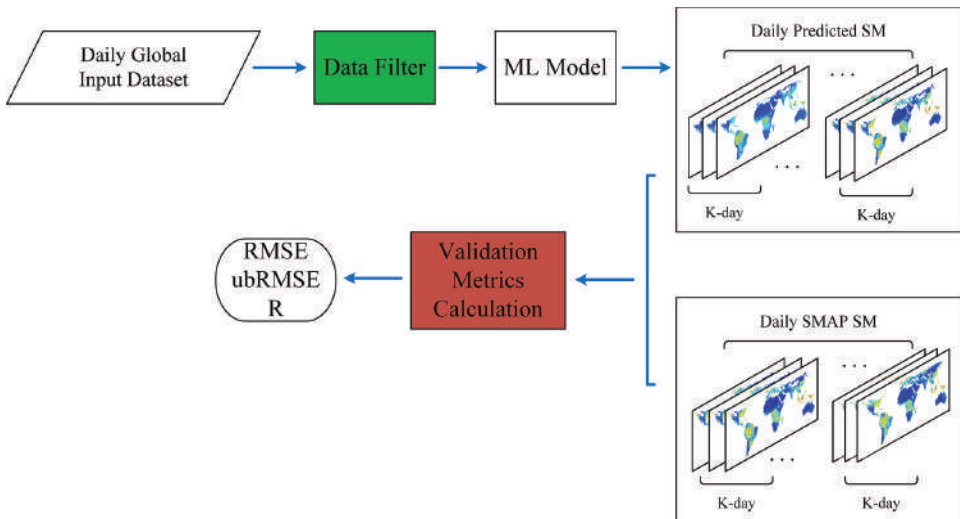 Daily Global
Input Dataset
Data Filter
ML Model
Daily Predicted SM
. . .
. . .
K-day
K-day
RMSE
ubRMSE
R
Validation
Metrics
Calculation
Daily SMAP SM
. . .
. . .
K-day
K-day